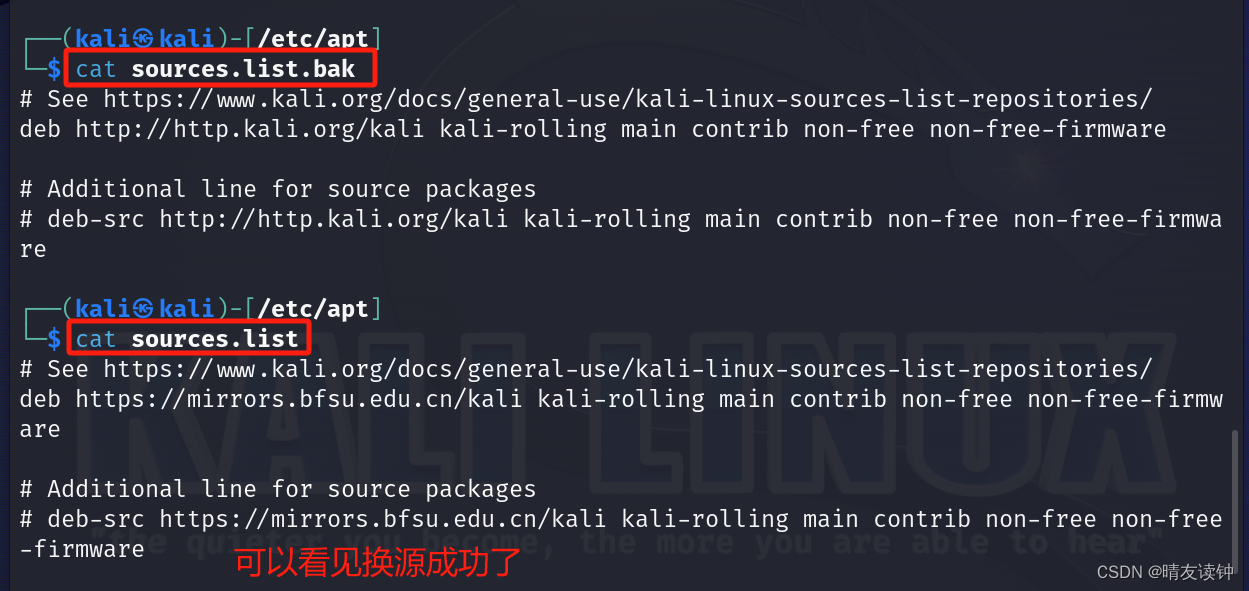 ┌──(kali㉿kali)-[/etc/apt]
└─$ cat sources.list.bak
# See https://www.kali.org/docs/general-use/kali-linux-sources-list-repositories/
deb http://http.kali.org/kali kali-rolling main contrib non-free non-free-firmware
# Additional line for source packages
# deb-src http://http.kali.org/kali kali-rolling main contrib non-free non-free-firmwa
re
┌──(kali㉿kali)-[/etc/apt]
└─$ cat sources.list
# See https://www.kali.org/docs/general-use/kali-linux-sources-list-repositories/
deb https://mirrors.bfsu.edu.cn/kali kali-rolling main contrib non-free non-free-firmw
are
KALI LINUX
# Additional line for source packages
# deb-src https://mirrors.bfsu.edu.cn/kali kali-rolling main contrib non-free non-free
-firmware
"the quieter you become, the more you are able to hear"
可以看见换源成功了
CSDN @晴友读钟